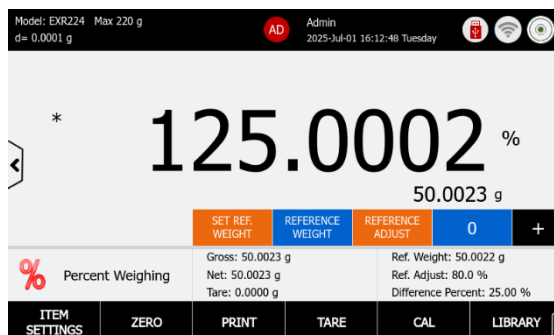 Model: EXR224 Max 220 g
d= 0.0001 g
AD
Admin
2025-Jul-01 16:12:48 Tuesday
*
125.0002 %
50.0023 g
SET REF. WEIGHT
REFERENCE WEIGHT
REFERENCE ADJUST
0
+
Percent Weighing
Gross: 50.0023 g
Net: 50.0023 g
Tare: 0.0000 g
Ref. Weight: 50.0022 g
Ref. Adjust: 80.0 %
Difference Percent: 25.00 %
ITEM SETTINGS
ZERO
PRINT
TARE
CAL
LIBRARY